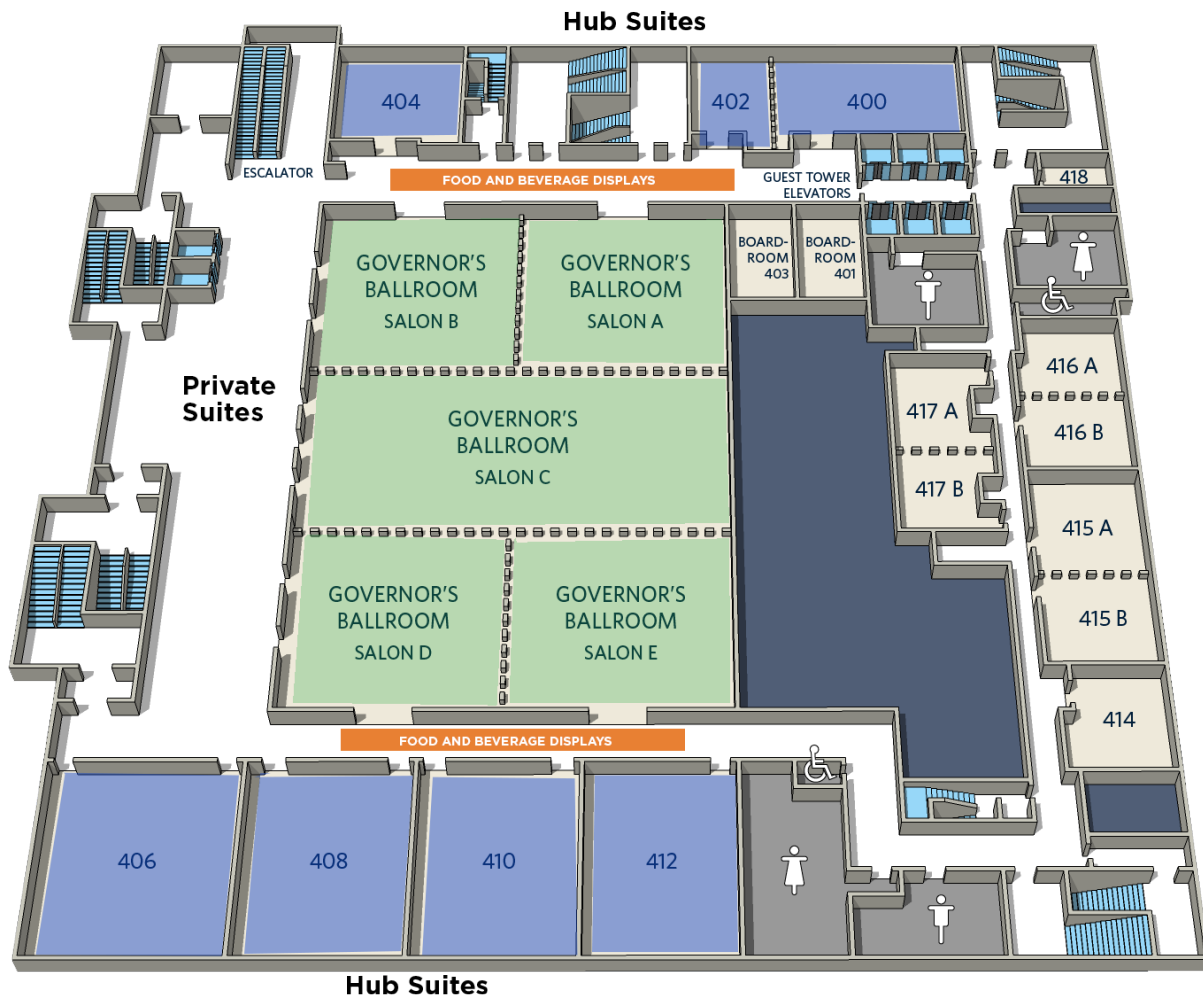 Hub Suites
404
402
400
ESCALATOR
FOOD AND BEVERAGE DISPLAYS
GUEST TOWER
ELEVATORS
418
BOARD-
ROOM
403
BOARD-
ROOM
401
GOVERNOR'S
BALLROOM
SALON B
GOVERNOR'S
BALLROOM
SALON A
Private
Suites
416 A
417 A
416 B
GOVERNOR'S
BALLROOM
SALON C
417 B
415 A
GOVERNOR'S
BALLROOM
SALON D
GOVERNOR'S
BALLROOM
SALON E
415 B
414
FOOD AND BEVERAGE DISPLAYS
406
408
410
412
Hub Suites